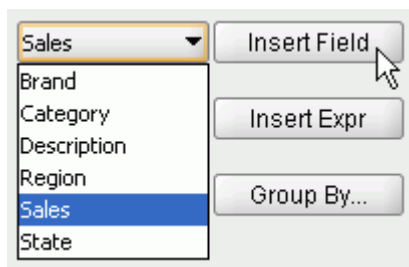 Sales
Insert Field
Brand
Category
Insert Expr
Description
Region
Sales
Group By...
State